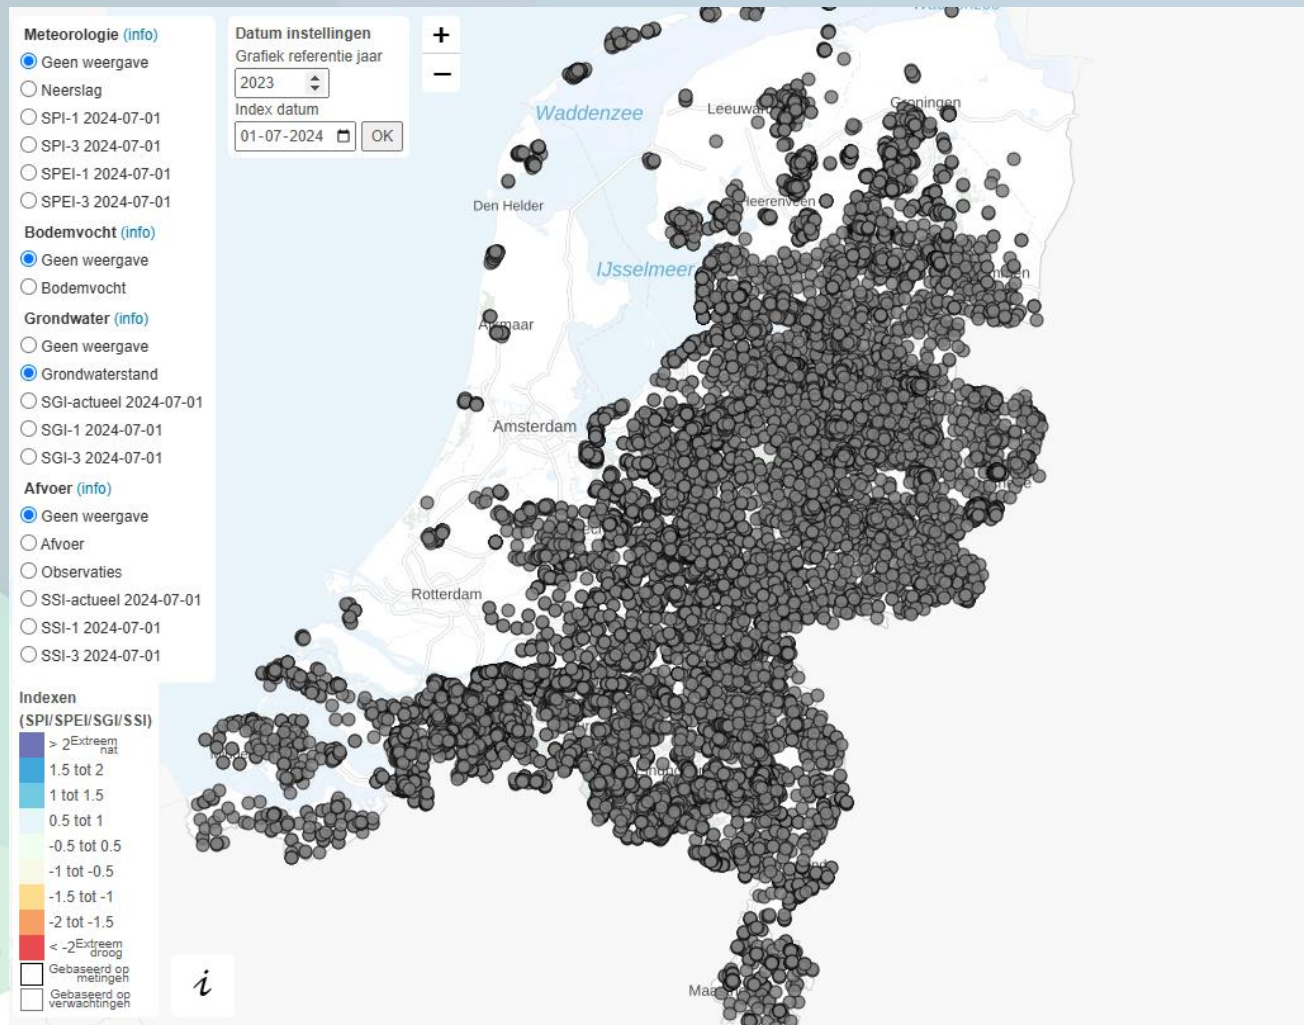 Meteorologie (info)
Geen weergave
Neerslag
SPI-1 2024-07-01
SPI-3 2024-07-01
SPEI-1 2024-07-01
SPEI-3 2024-07-01
Bodemvocht (info)
Geen weergave
Bodemvocht
Grondwater (info)
Geen weergave
Grondwaterstand
SGI-actueel 2024-07-01
SGI-1 2024-07-01
SGI-3 2024-07-01
Afvoer (info)
Geen weergave
Afvoer
Observaties
SSI-actueel 2024-07-01
SSI-1 2024-07-01
SSI-3 2024-07-01
Indexen
(SPI/SPEI/SGI/SSI)
> 2 Extreem nat
1.5 tot 2
1 tot 1.5
0.5 tot 1
-0.5 tot 0.5
-1 tot -0.5
-1.5 tot -1
-2 tot -1.5
< -2 Extreem droog
Gebaseerd op
metingen
Gebaseerd op
verwachtingen
Datum instellingen
Grafiek referentie jaar
2023
Index datum
01-07-2024 OK
+
−
i
Waddenzee
Groningen
Den Helder
Heerenveen
IJsselmeer
Alkmaar
Amsterdam
Rotterdam